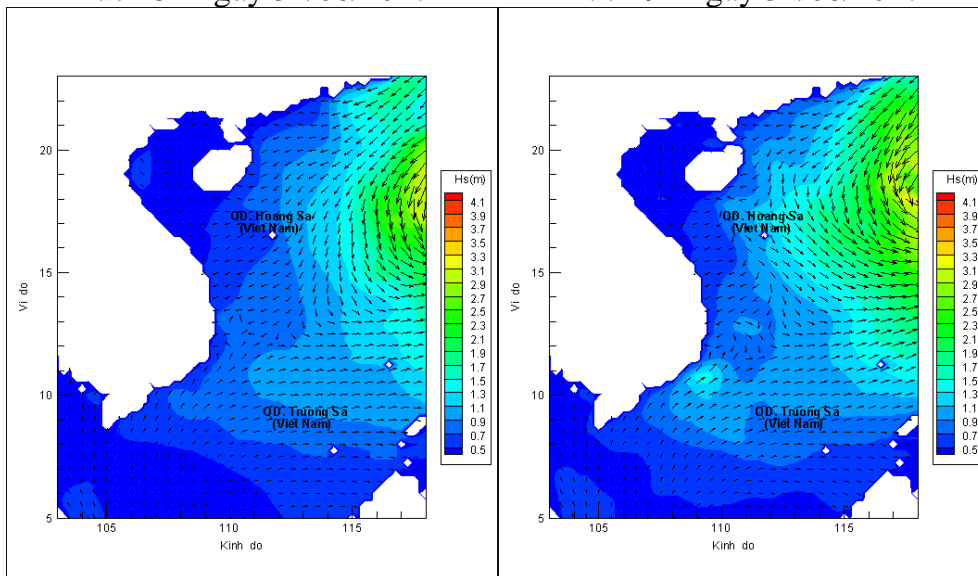 20
15
10
5
Vi do
105 110 115
Kinh do
QD. Hoang Sa
(Viet Nam)
QD. Truong Sa
(Viet Nam)
Hs(m)
4.1
3.9
3.7
3.5
3.3
3.1
2.9
2.7
2.5
2.3
2.1
1.9
1.7
1.5
1.3
1.1
0.9
0.7
0.5
20
15
10
5
Vi do
105 110 115
Kinh do
QD. Hoang Sa
(Viet Nam)
QD. Truong Sa
(Viet Nam)
Hs(m)
4.1
3.9
3.7
3.5
3.3
3.1
2.9
2.7
2.5
2.3
2.1
1.9
1.7
1.5
1.3
1.1
0.9
0.7
0.5